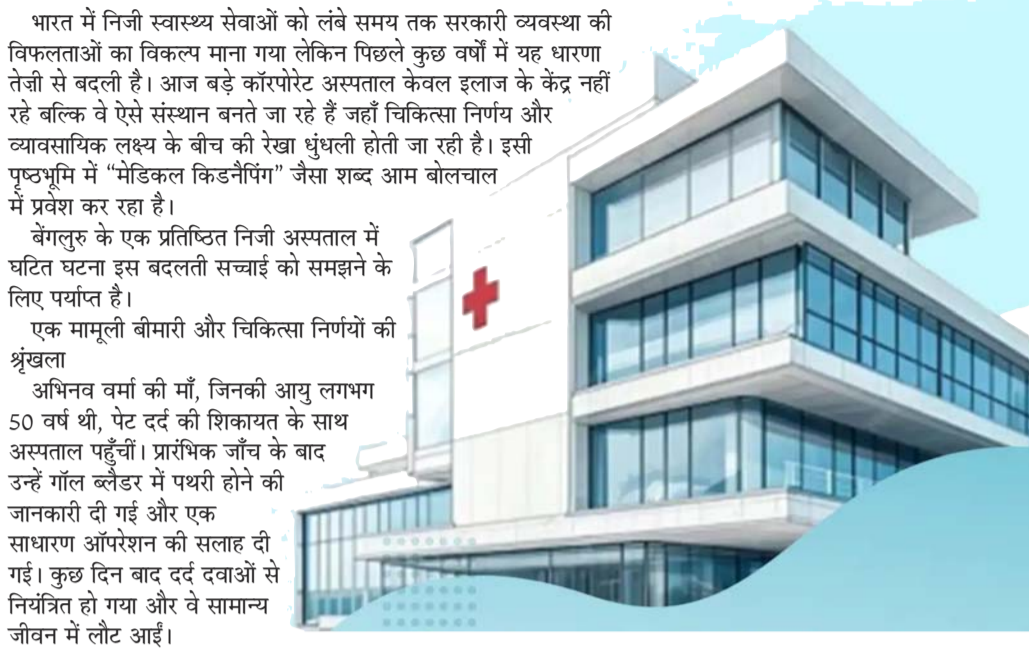 भारत में निजी स्वास्थ्य सेवाओं को लंबे समय तक सरकारी व्यवस्था की
विफलताओं का विकल्प माना गया लेकिन पिछले कुछ वर्षों में यह धारणा
तेज़ी से बदली है। आज बड़े कॉरपोरेट अस्पताल केवल इलाज के केंद्र नहीं
रहे बल्कि वे ऐसे संस्थान बनते जा रहे हैं जहाँ चिकित्सा निर्णय और
व्यावसायिक लक्ष्य के बीच की रेखा धुंधली होती जा रही है। इसी
पृष्ठभूमि में “मेडिकल किडनैपिंग” जैसा शब्द आम बोलचाल
में प्रवेश कर रहा है।
बेंगलुरु के एक प्रतिष्ठित निजी अस्पताल में
घटित घटना इस बदलती सच्चाई को समझने के
लिए पर्याप्त है।
एक मामूली बीमारी और चिकित्सा निर्णयों की
श्रृंखला
अभिनव वर्मा की माँ, जिनकी आयु लगभग
50 वर्ष थी, पेट दर्द की शिकायत के साथ
अस्पताल पहुँचीं। प्रारंभिक जाँच के बाद
उन्हें गॉल ब्लैडर में पथरी होने की
जानकारी दी गई और एक
साधारण ऑपरेशन की सलाह दी
गई। कुछ दिन बाद दर्द दवाओं से
नियंत्रित हो गया और वे सामान्य
जीवन में लौट आईं।